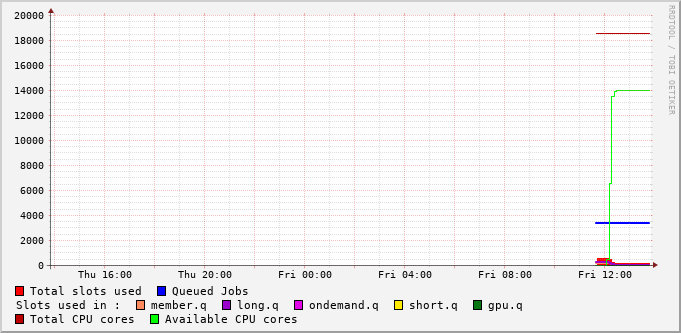 20000
18000
16000
14000
12000
10000
8000
6000
4000
2000
0
Thu 16:00 Thu 20:00 Fri 00:00 Fri 04:00 Fri 08:00 Fri 12:00
RRDTOOL / TOBI OETIKER
Total slots used Queued Jobs
Slots used in : member.q long.q ondemand.q short.q gpu.q
Total CPU cores Available CPU cores